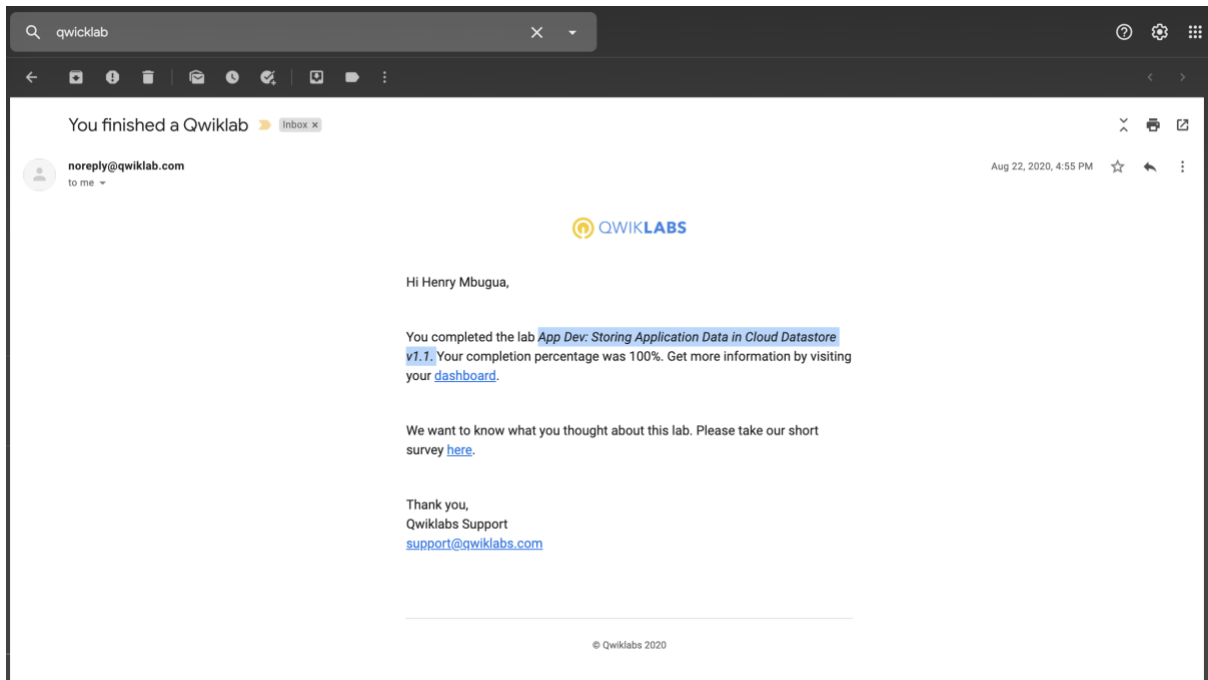 qwicklab
You finished a Qwiklab
Inbox x
noreply@qwiklab.com
Aug 22, 2020, 4:55 PM
to me
QWIKLABS
Hi Henry Mbugua,
You completed the lab App Dev: Storing Application Data in Cloud Datastore
v1.1. Your completion percentage was 100%. Get more information by visiting
your dashboard.
We want to know what you thought about this lab. Please take our short
survey here.
Thank you,
Qwiklabs Support
support@qwiklabs.com
© Qwiklabs 2020